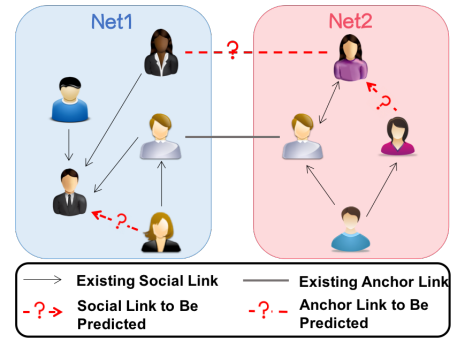 Net1
Net2
?
?
?
Existing Social Link
Existing Anchor Link
? Social Link to Be Predicted
? Anchor Link to Be Predicted